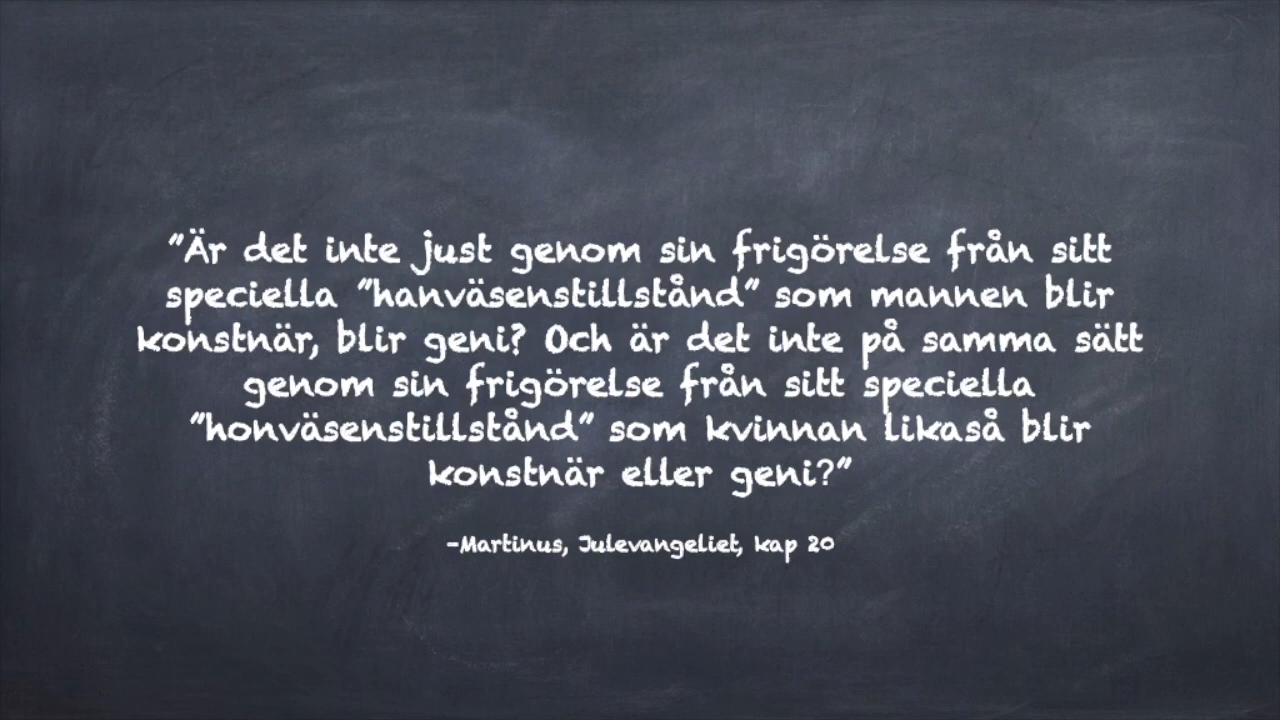 ”Är det inte just genom sin frigörelse från sitt
speciella ”hanväsenstillstånd” som mannen blir
konstnär, blir geni? Och är det inte på samma sätt
genom sin frigörelse från sitt speciella
”honväsenstillstånd” som kvinnan likaså blir
konstnär eller geni?”
–Martinus, Julevangeliet, kap 20